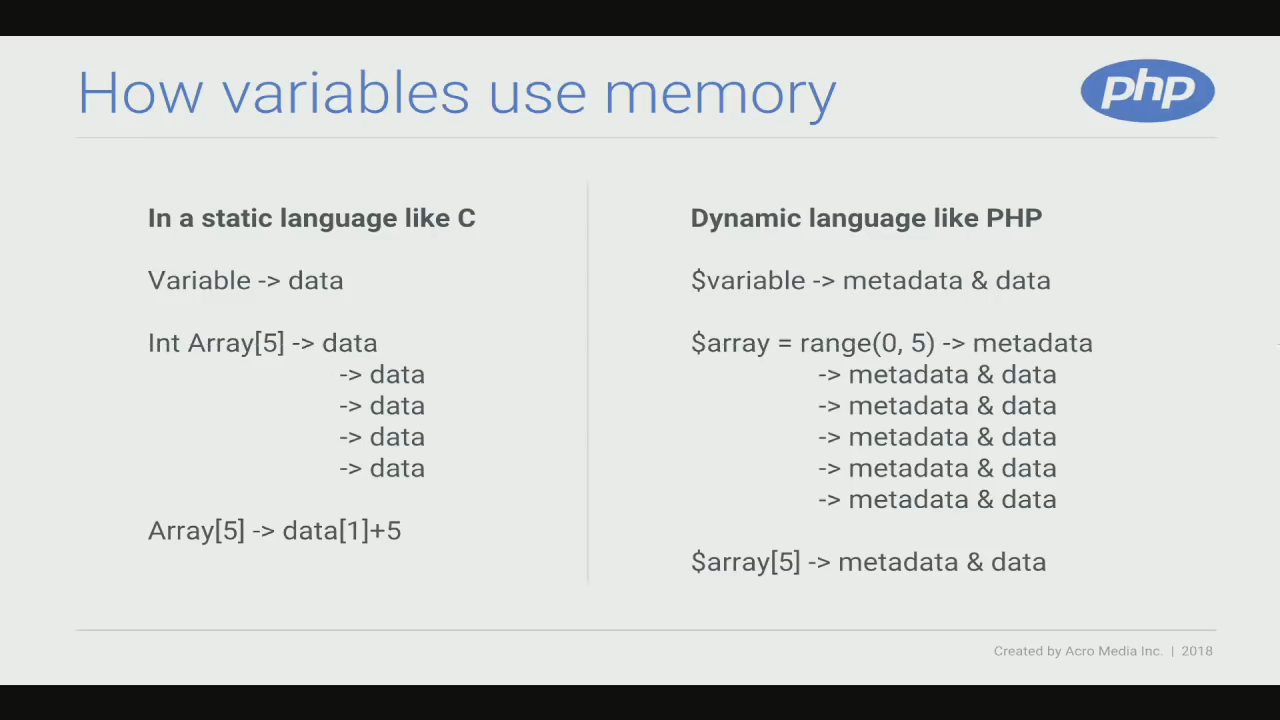 How variables use memory
php
In a static language like C
Variable -> data
Int Array[5] -> data
-> data
-> data
-> data
-> data
Array[5] -> data[1]+5
Dynamic language like PHP
$variable -> metadata & data
$array = range(0, 5) -> metadata
-> metadata & data
-> metadata & data
-> metadata & data
-> metadata & data
-> metadata & data
$array[5] -> metadata & data
Created by Acro Media Inc. | 2018